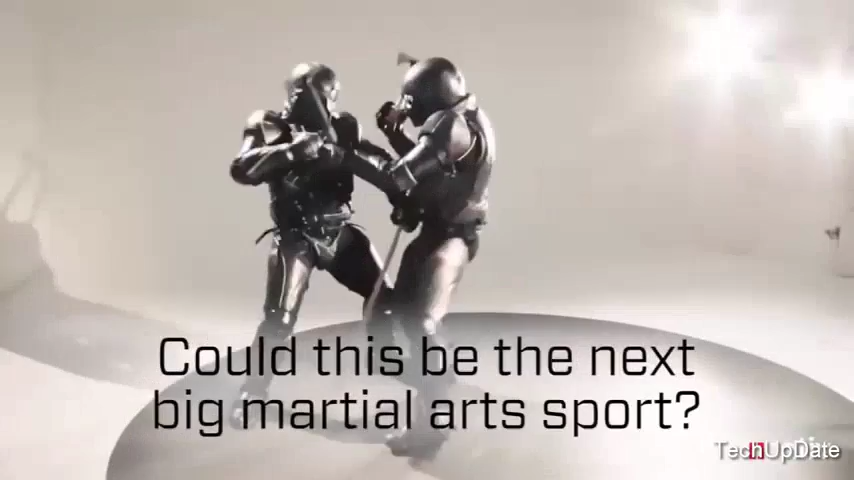 Could this be the next
big martial arts sport?
TechUpDate